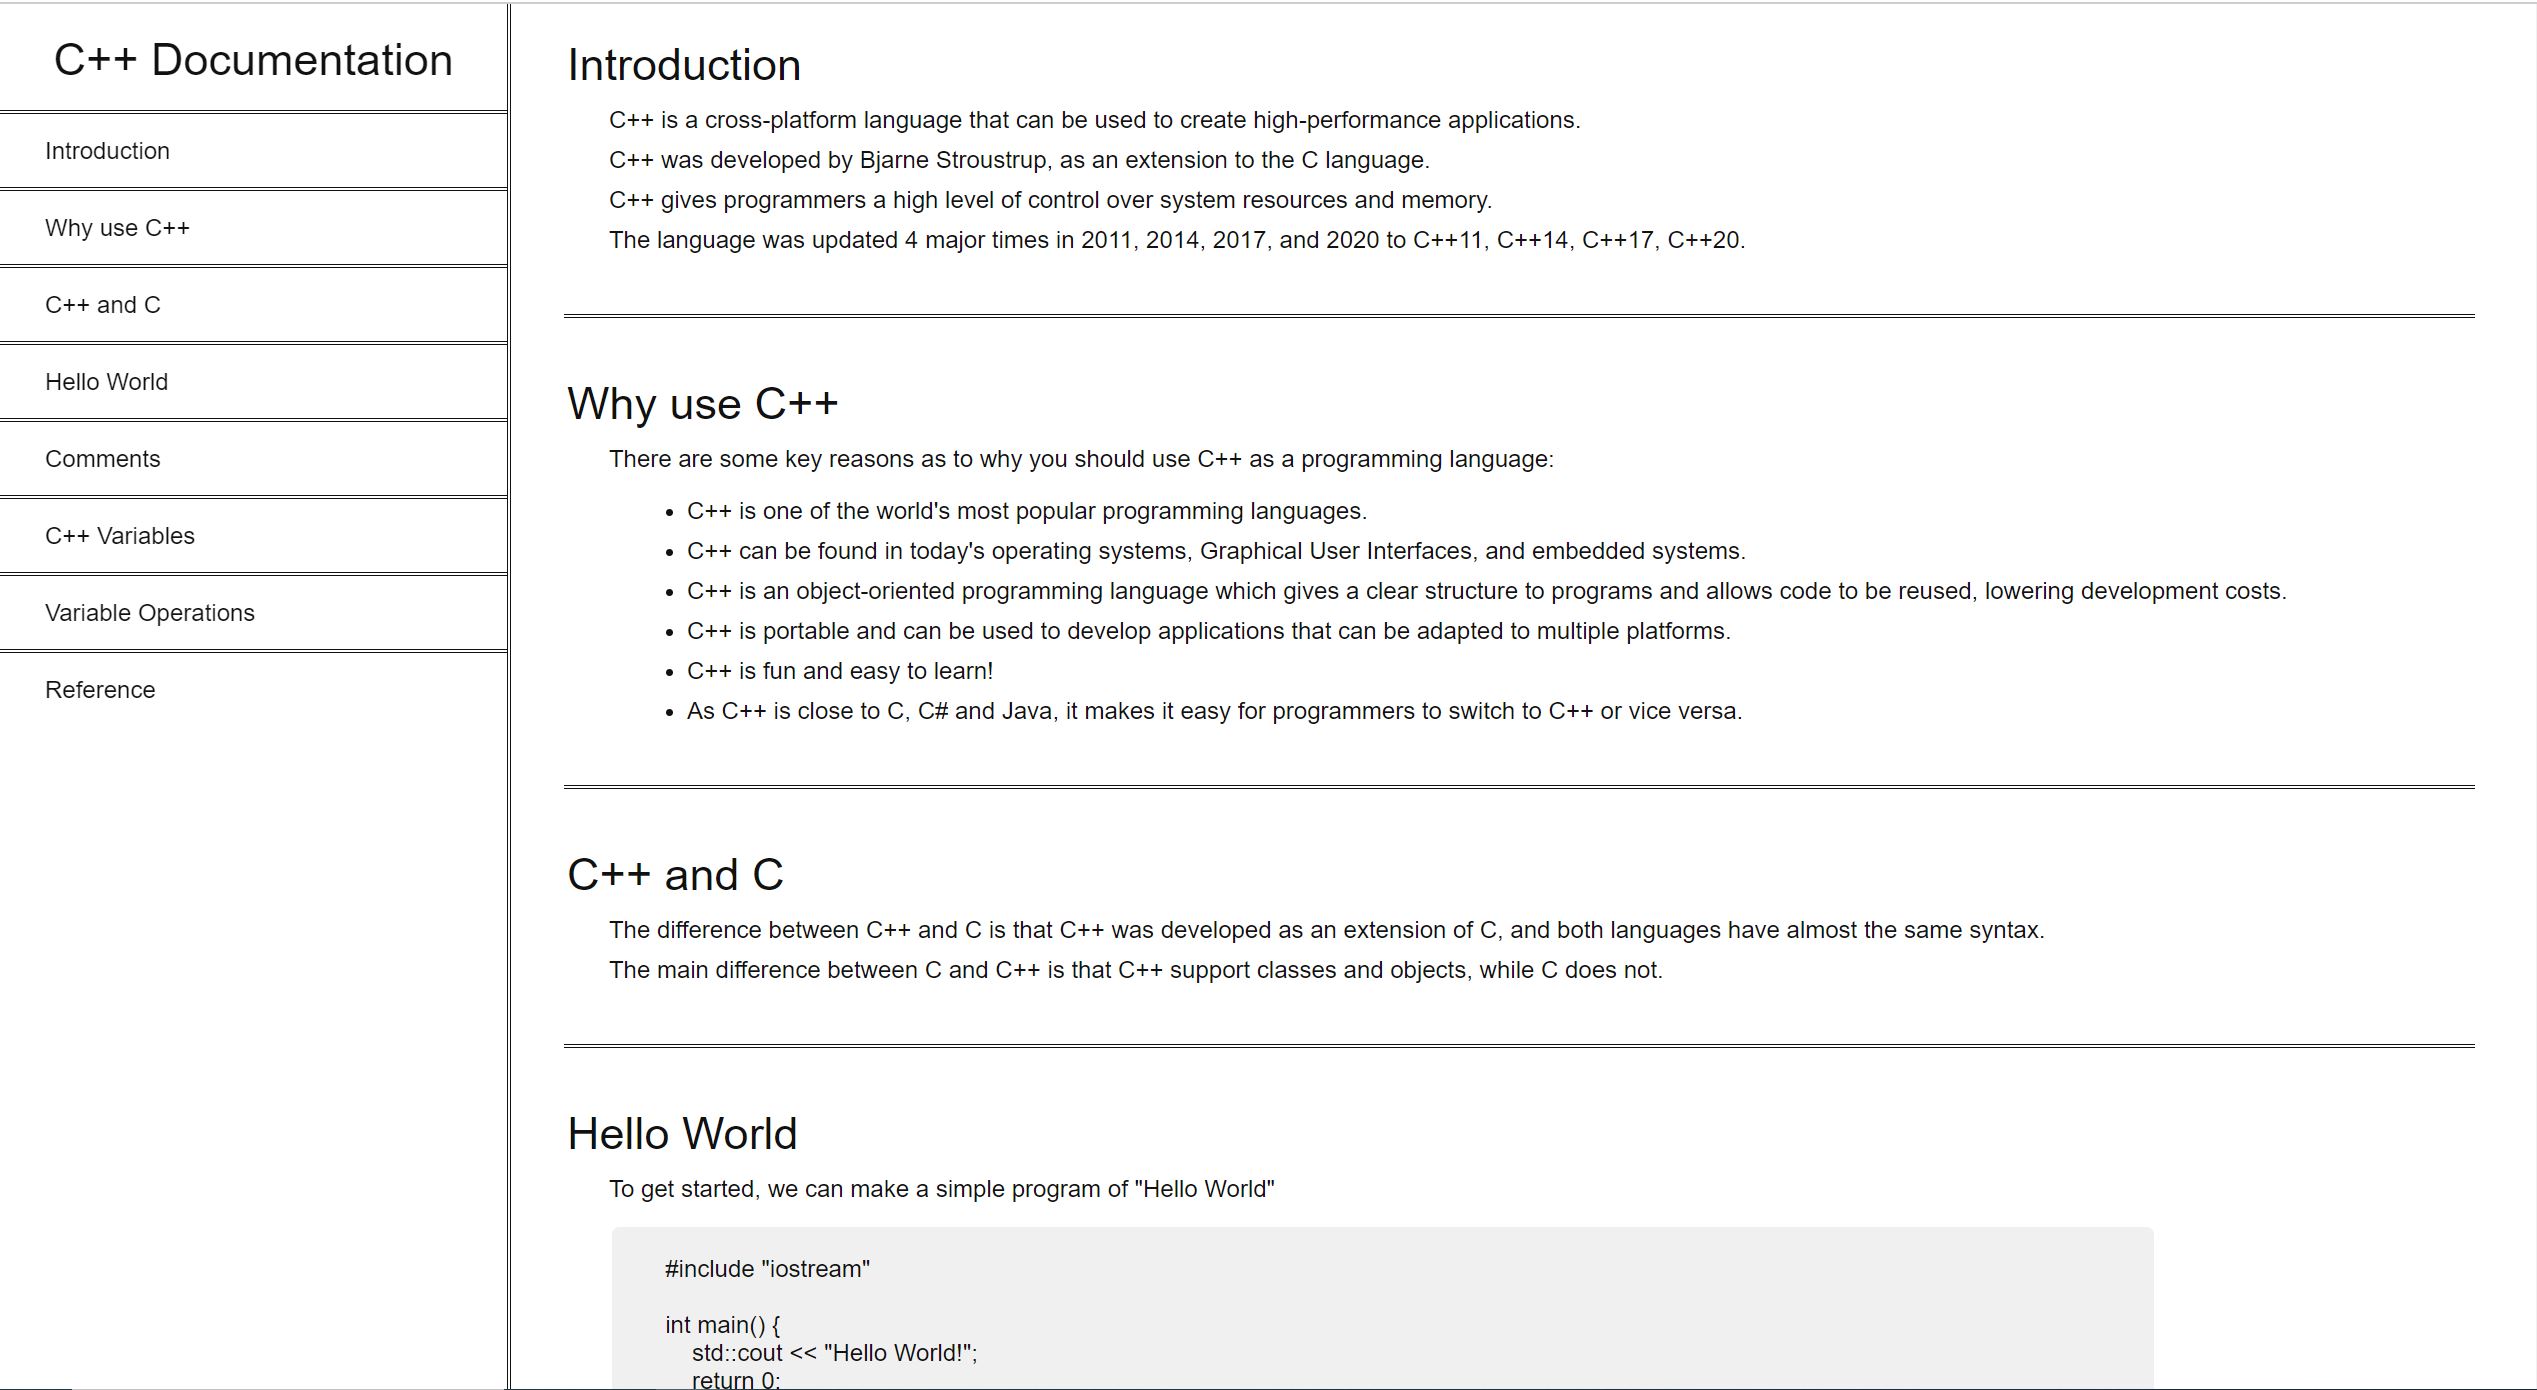 C++ Documentation
Introduction
Why use C++
C++ and C
Hello World
Comments
C++ Variables
Variable Operations
Reference
Introduction
C++ is a cross-platform language that can be used to create high-performance applications.
C++ was developed by Bjarne Stroustrup, as an extension to the C language.
C++ gives programmers a high level of control over system resources and memory.
The language was updated 4 major times in 2011, 2014, 2017, and 2020 to C++11, C++14, C++17, C++20.
Why use C++
There are some key reasons as to why you should use C++ as a programming language:
• C++ is one of the world's most popular programming languages.
• C++ can be found in today's operating systems, Graphical User Interfaces, and embedded systems.
• C++ is an object-oriented programming language which gives a clear structure to programs and allows code to be reused, lowering development costs.
• C++ is portable and can be used to develop applications that can be adapted to multiple platforms.
• C++ is fun and easy to learn!
• As C++ is close to C, C# and Java, it makes it easy for programmers to switch to C++ or vice versa.
C++ and C
The difference between C++ and C is that C++ was developed as an extension of C, and both languages have almost the same syntax.
The main difference between C and C++ is that C++ support classes and objects, while C does not.
Hello World
To get started, we can make a simple program of "Hello World"
#include "iostream"
int main() {
std::cout << "Hello World!";
return 0;